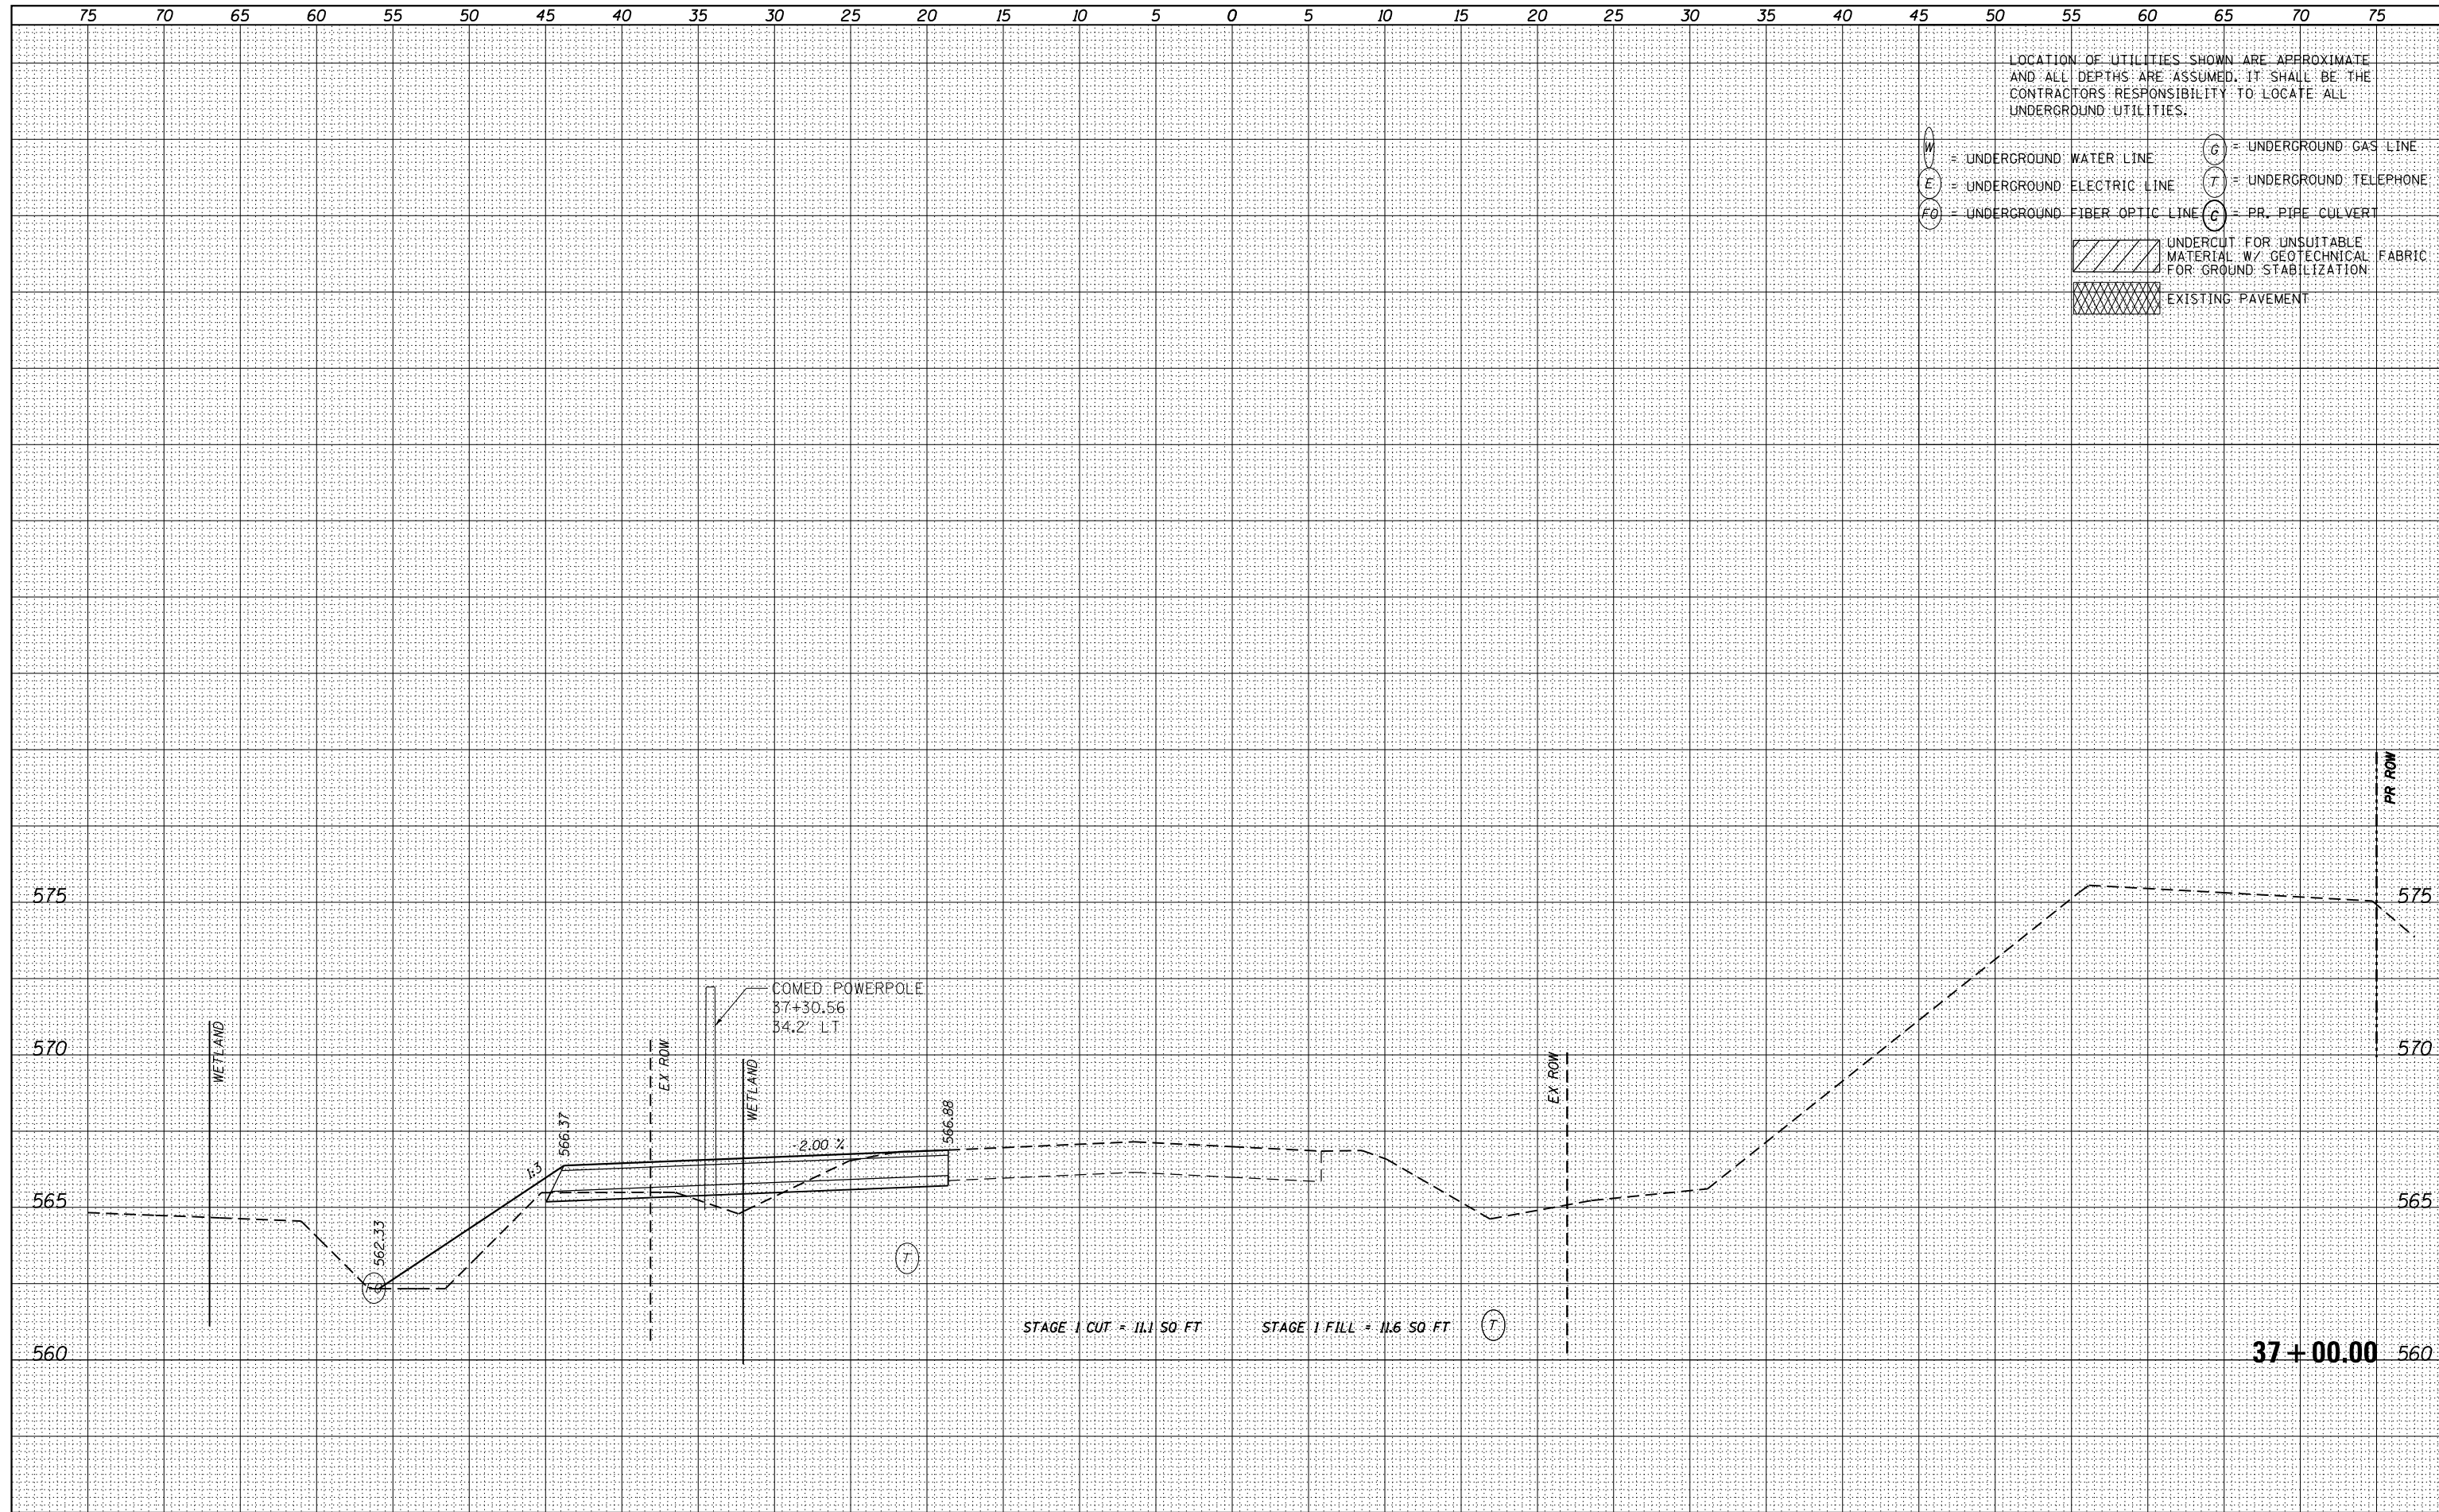 75 70 65 60 55 50 45 40 35 30 25 20 15 10 5 0 5 10 15 20 25 30 35 40 45 50 55 60 65 70 75
LOCATION OF UTILITIES SHOWN ARE APPROXIMATE
AND ALL DEPTHS ARE ASSUMED. IT SHALL BE THE
CONTRACTORS RESPONSIBILITY TO LOCATE ALL
UNDERGROUND UTILITIES.
W = UNDERGROUND WATER LINE
G = UNDERGROUND GAS LINE
E = UNDERGROUND ELECTRIC LINE
T = UNDERGROUND TELEPHONE
FO = UNDERGROUND FIBER OPTIC LINE
C = PR. PIPE CULVERT
UNDERCUT FOR UNSUITABLE
MATERIAL W/ GEOTECHNICAL FABRIC
FOR GROUND STABILIZATION
EXISTING PAVEMENT
PR ROW
575 575
COMED POWERPOLE
37+30.56
34.2' LT
WETLAND
570 570
EX ROW
WETLAND
EX ROW
566.37
566.88
-2.00 %
1:3
565 565
562.33
T
STAGE 1 CUT = 11.1 SQ FT
STAGE 1 FILL = 11.6 SQ FT
T
560 560
37+00.00